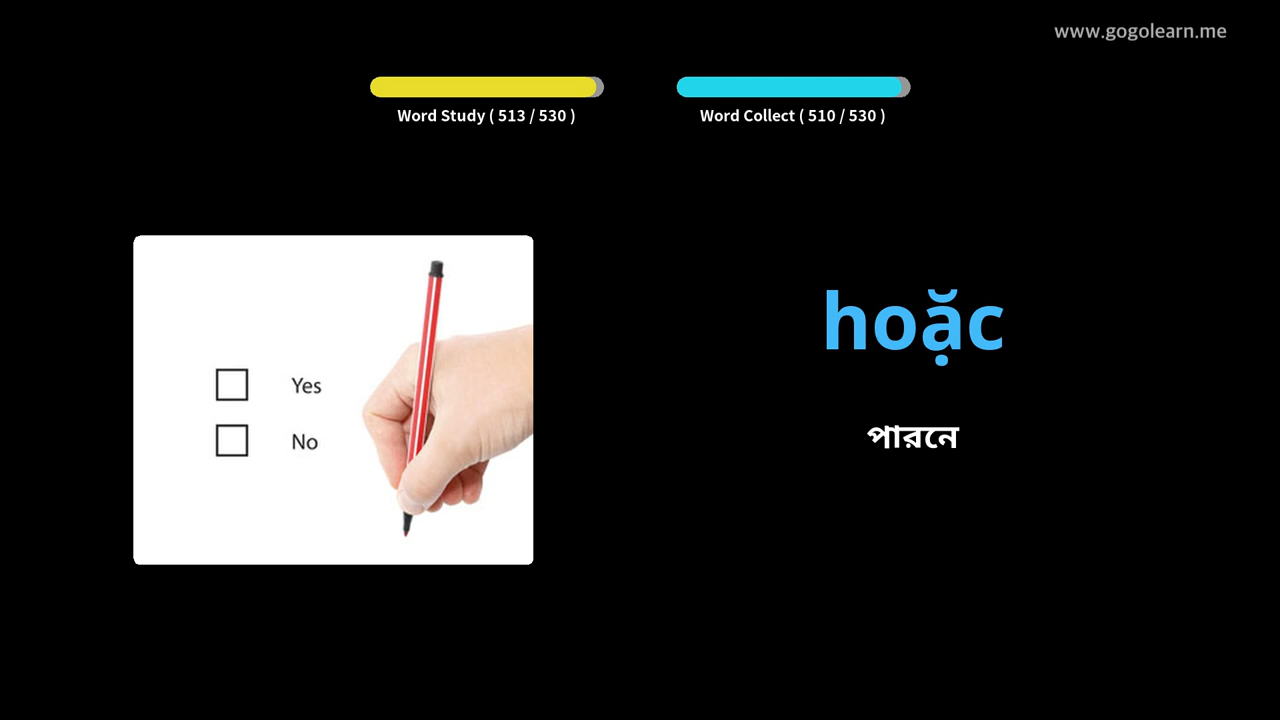 www.gogolearn.me
Word Study ( 513 / 530 )
Word Collect ( 510 / 530 )
Yes
No
hoặc
পারনে